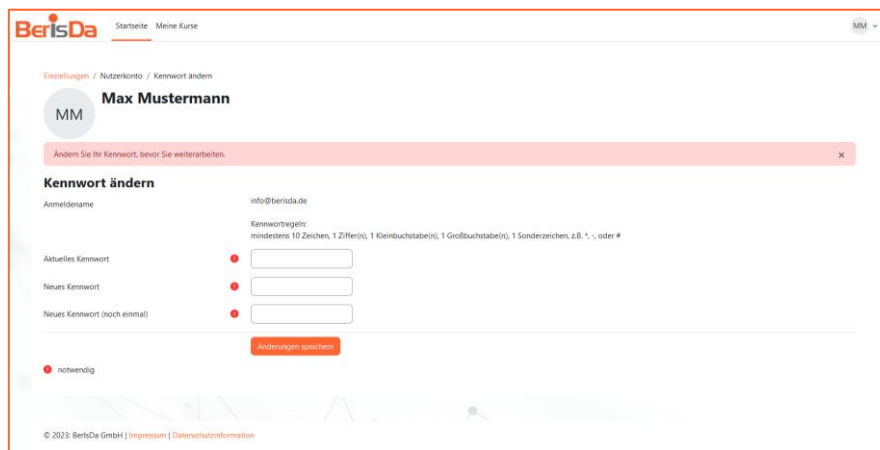 BerIsDa Startseite Meine Kurse MM
Einstellungen / Nutzerkonto / Kennwort ändern
MM Max Mustermann
Ändern Sie Ihr Kennwort, bevor Sie weiterarbeiten. ×
Kennwort ändern
Anmeldename info@berisda.de
Kennwortregeln:
mindestens 10 Zeichen, 1 Ziffer(n), 1 Kleinbuchstabe(n), 1 Großbuchstabe(n), 1 Sonderzeichen, z.B. *, -, oder #
Aktuelles Kennwort
Neues Kennwort
Neues Kennwort (noch einmal)
Änderungen speichern
notwendig
© 2023: BerIsDa GmbH | Impressum | Datenschutzinformation